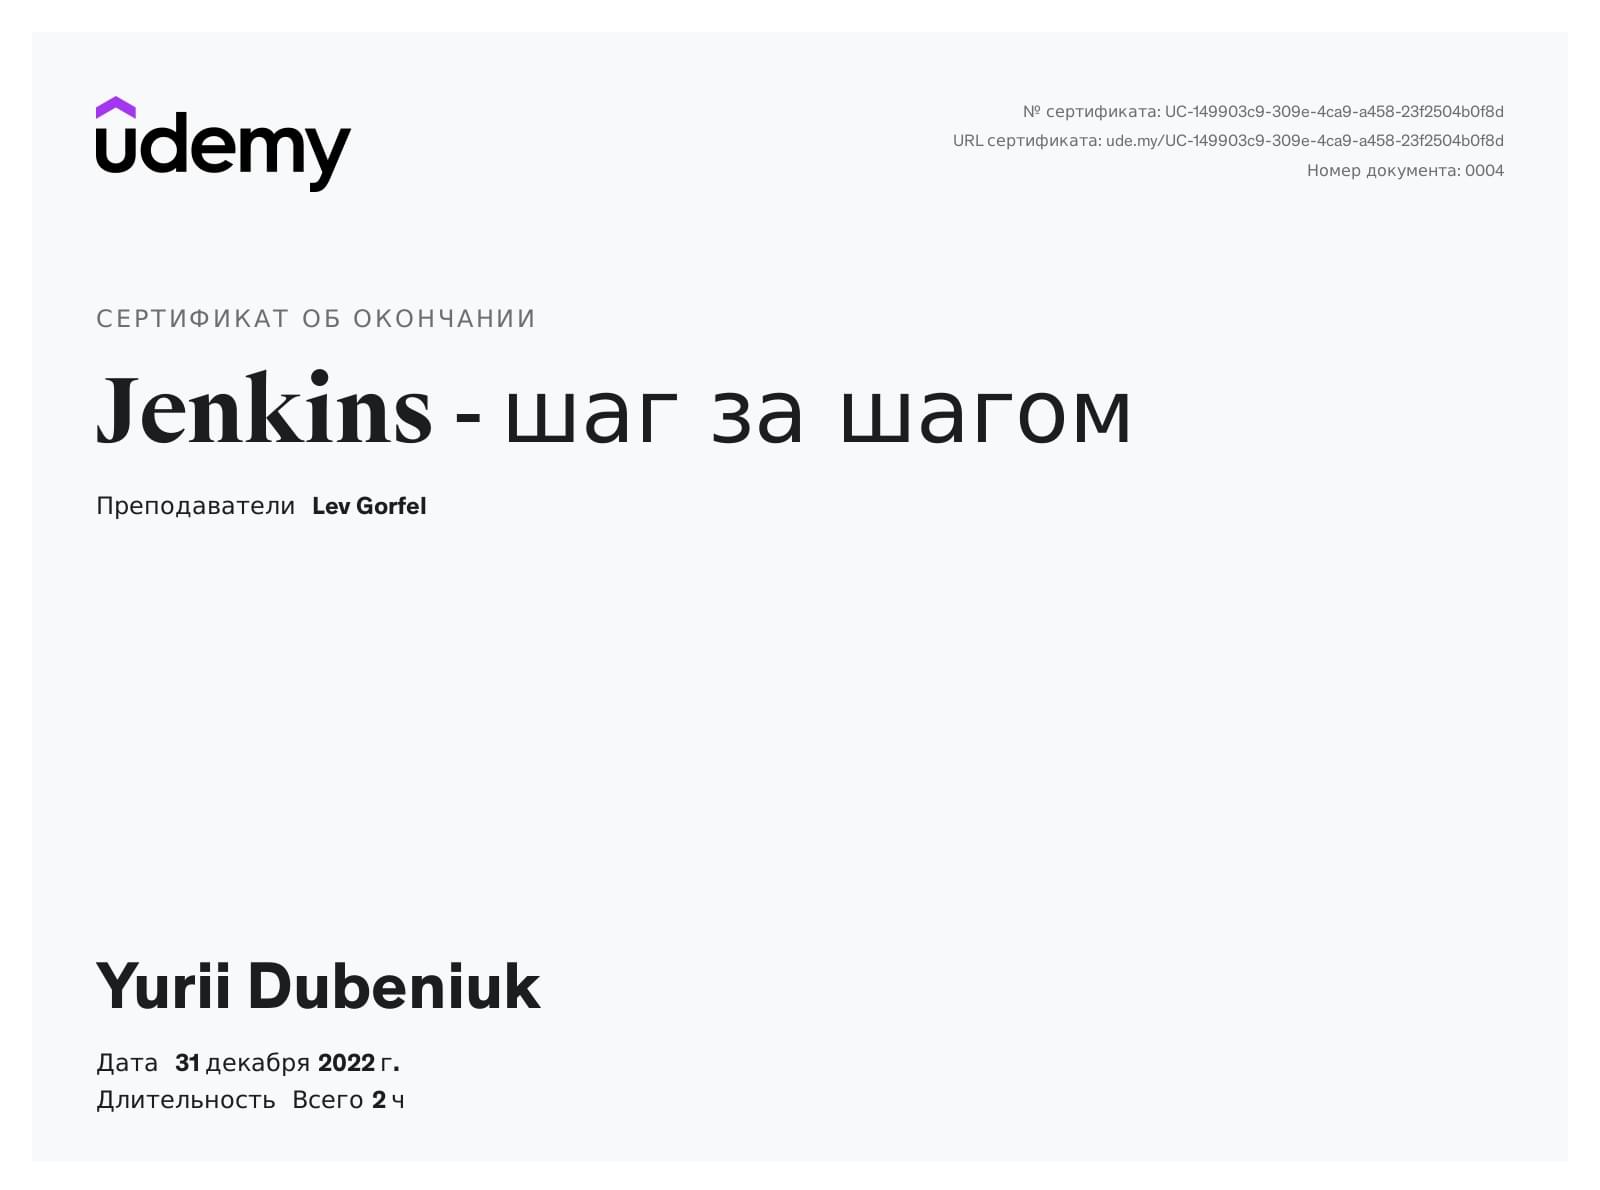 udemy
№ сертификата: UC-149903c9-309e-4ca9-a458-23f2504b0f8d
URL сертификата: ude.my/UC-149903c9-309e-4ca9-a458-23f2504b0f8d
Номер документа: 0004
СЕРТИФИКАТ ОБ ОКОНЧАНИИ
Jenkins - шаг за шагом
Преподаватели Lev Gorfel
Yurii Dubeniuk
Дата 31 декабря 2022 г.
Длительность Всего 2 ч